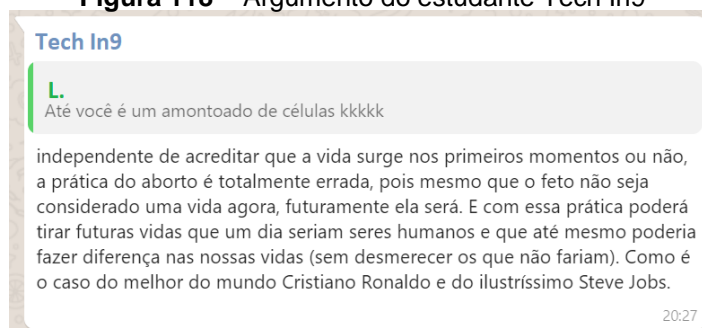 Figura 118 – Argumento do estudante Tech In9
Tech In9
L.
Até você é um amontoado de células kkkkk
independente de acreditar que a vida surge nos primeiros momentos ou não,
a prática do aborto é totalmente errada, pois mesmo que o feto não seja
considerado uma vida agora, futuramente ela será. E com essa prática poderá
tirar futuras vidas que um dia seriam seres humanos e que até mesmo poderia
fazer diferença nas nossas vidas (sem desmerecer os que não fariam). Como é
o caso do melhor do mundo Cristiano Ronaldo e do ilustríssimo Steve Jobs.
20:27